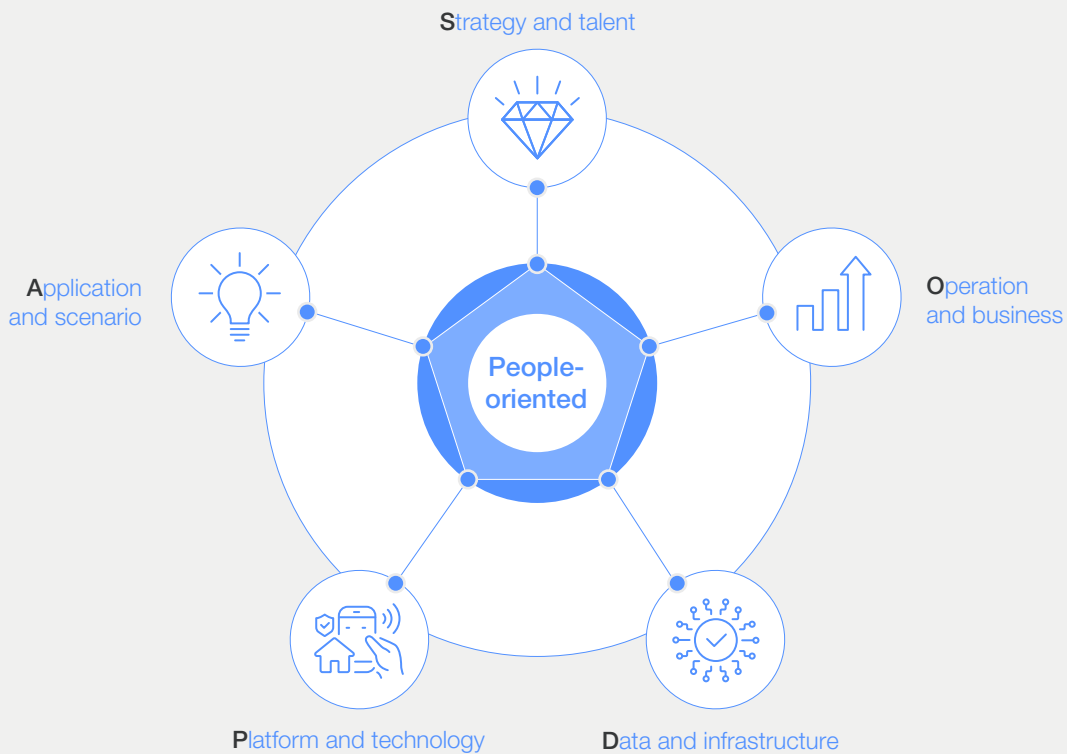 Strategy and talent
Application
and scenario
Operation
and business
People-
oriented
Platform and technology
Data and infrastructure